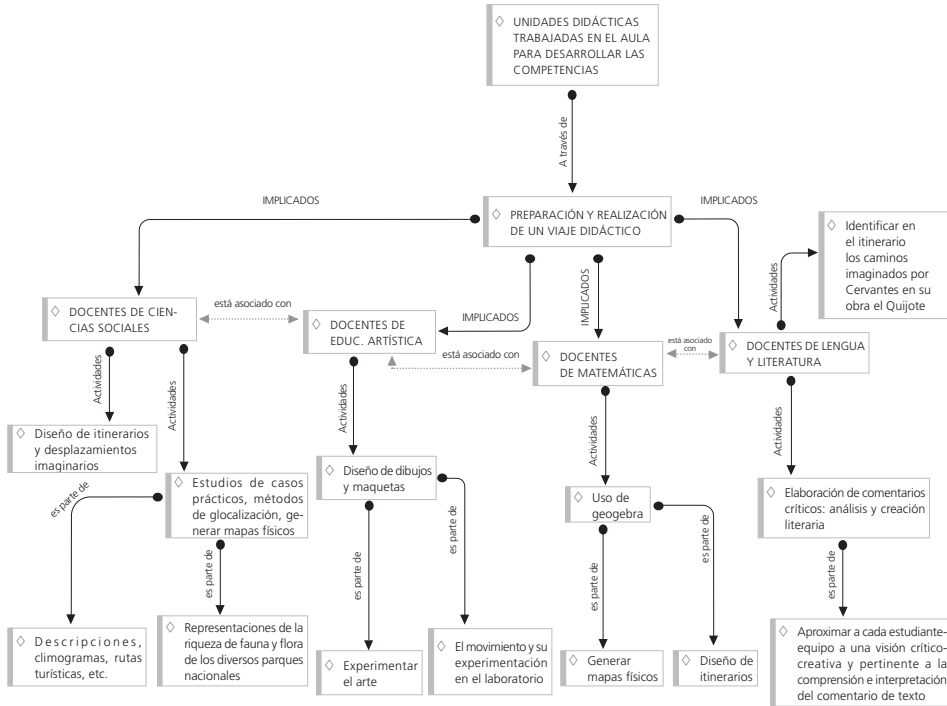 UNIDADES DIDÁCTICAS
TRABAJADAS EN EL AULA
PARA DESARROLLAR LAS
COMPETENCIAS
A través de
PREPARACIÓN Y REALIZACIÓN
DE UN VIAJE DIDÁCTICO
IMPLICADOS
IMPLICADOS
IMPLICADOS
IMPLICADOS
Identificar en
el itinerario
los caminos
imaginados por
Cervantes en su
obra el Quijote
Actividades
DOCENTES DE CIEN-
CIAS SOCIALES
está asociado con
DOCENTES DE
EDUC. ARTÍSTICA
está asociado con
DOCENTES
DE MATEMÁTICAS
está asociado
con
DOCENTES DE LENGUA
Y LITERATURA
Actividades
Actividades
Actividades
Actividades
Actividades
Diseño de itinerarios
y desplazamientos
imaginarios
Estudios de casos
prácticos, métodos
de glocalización, ge-
nerar mapas físicos
Diseño de dibujos
y maquetas
Uso de
geogebra
Elaboración de comentarios
críticos: análisis y creación
literaria
es parte de
es parte de
es parte de
es parte de
es parte de
es parte de
es parte de
Descripciones,
climogramas, rutas
turísticas, etc.
Representaciones de la
riqueza de fauna y flora
de los diversos parques
nacionales
Experimentar
el arte
El movimiento y su
experimentación
en el laboratorio
Generar
mapas físicos
Diseño de
itinerarios
Aproximar a cada estudiante-
equipo a una visión crítico-
creativa y pertinente a la
comprensión e interpretación
del comentario de texto